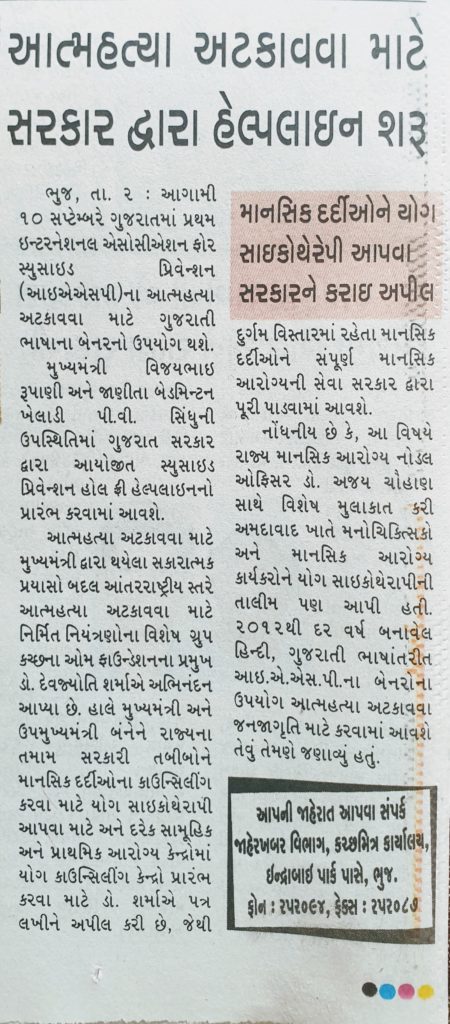 આત્મહત્યા અટકાવવા માટે
સરકાર દ્વારા હેલ્પલાઇન શરૂ
ભુજ, તા. ૨ : આગામી
૧૦ સપ્ટેમ્બરે ગુજરાતમાં પ્રથમ
ઇન્ટરનેશનલ એસોસીએશન ફોર
સ્યુસાઇડ પ્રિવેન્શન
(આઇએએસપી)ના આત્મહત્યા
અટકાવવા માટે ગુજરાતી
ભાષાના બેનરનો ઉપયોગ થશે.
મુખ્યમંત્રી વિજયભાઇ
રૂપાણી અને જાણીતા બેડમિન્ટન
ખેલાડી પી.વી. સિંધુની
ઉપસ્થિતિમાં ગુજરાત સરકાર
દ્વારા આયોજીત સ્યુસાઇડ
પ્રિવેન્શન હોલ ફ્રી હેલ્પલાઇનનો
પ્રારંભ કરવામાં આવશે.
આત્મહત્યા અટકાવવા માટે
મુખ્યમંત્રી દ્વારા થયેલા સકારાત્મક
પ્રયાસો બદલ આંતરરાષ્ટ્રીય સ્તરે
આત્મહત્યા અટકાવવા માટે
નિર્મિત નિયંત્રણોના વિશેષ ગ્રુપ
કચ્છના ઓમ ફાઉન્ડેશનના પ્રમુખ
ડો. દેવજ્યોતિ શર્માએ અભિનંદન
આપ્યા છે. હાલે મુખ્યમંત્રી અને
ઉપમુખ્યમંત્રી બંનેને રાજ્યના
તમામ સરકારી તબીબોને
માનસિક દર્દીઓના કાઉન્સિલીંગ
કરવા માટે યોગ સાઇકોથેરાપી
આપવા માટે અને દરેક સામૂહિક
અને પ્રાથમિક આરોગ્ય કેન્દ્રોમાં
યોગ કાઉન્સિલીંગ કેન્દ્રો પ્રારંભ
કરવા માટે ડો. શર્માએ પત્ર
લખીને અપીલ કરી છે, જેથી
માનસિક દર્દીઓને યોગ
સાઇકોથેરેપી આપવા
સરકારને કરાઇ અપીલ
દુર્ગમ વિસ્તારમાં રહેતા માનસિક
દર્દીઓને સંપૂર્ણ માનસિક
આરોગ્યની સેવા સરકાર દ્વારા
પૂરી પાડવામાં આવશે.
નોંધનીય છે કે, આ વિષયે
રાજ્ય માનસિક આરોગ્ય નોડલ
ઓફિસર ડો. અજય ચૌહાણ
સાથે વિશેષ મુલાકાત કરી
અમદાવાદ ખાતે મનોચિકિત્સકો
અને માનસિક આરોગ્ય
કાર્યકરોને યોગ સાઇકોથેરાપીની
તાલીમ પણ આપી હતી.
૨૦૧૨થી દર વર્ષ બનાવેલ
હિન્દી, ગુજરાતી ભાષાંતરીત
આઇ.એ.એસ.પી.ના બેનરોના
ઉપયોગ આત્મહત્યા અટકાવવા
જનજાગૃતિ માટે કરવામાં આવશે
તેવું તેમણે જણાવ્યું હતું.
આપની જાહેરાત આપવા સંપર્ક
જાહેરખબર વિભાગ, કચ્છમિત્ર કાર્યાલય,
ઇન્દ્રાબાઇ પાર્ક પાસે, ભુજ.
ફોન : ૨૫૨૦૯૪, ફેક્સ : ૨૫૨૦૮૭